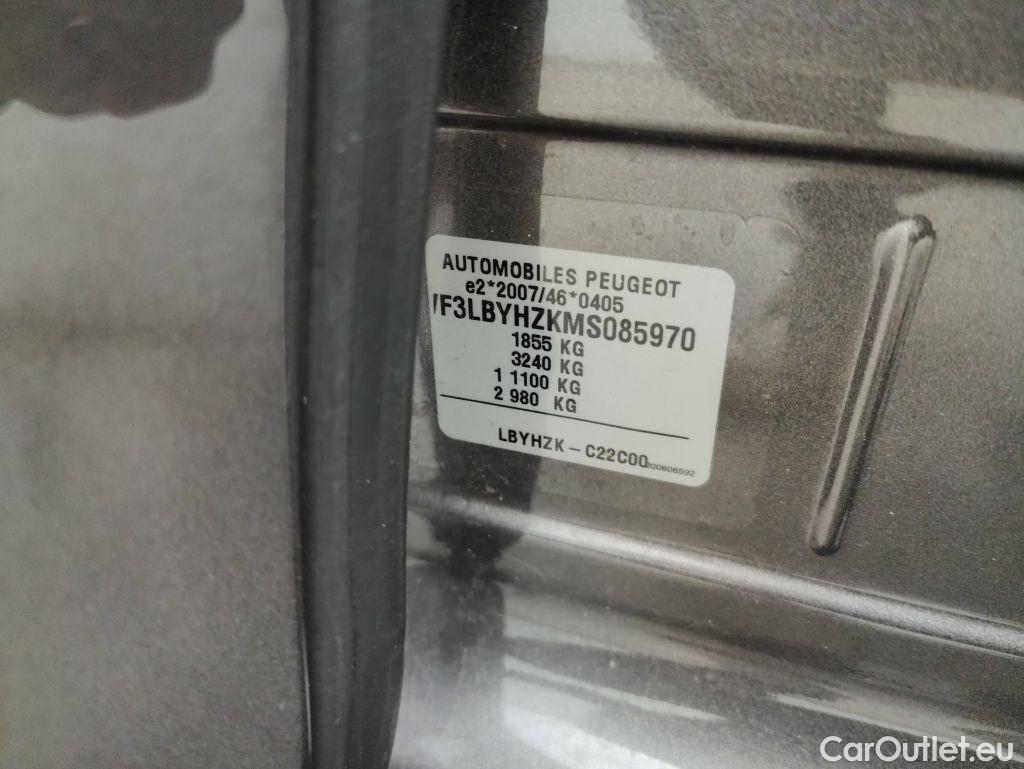 AUTOMOBILES PEUGEOT
e2*2007/46*0405
VF3LBYHZKMS085970
1855 KG
3240 KG
1 1100 KG
2 980 KG
LBYHZK - C22C00
200606592
CarOutlet.eu